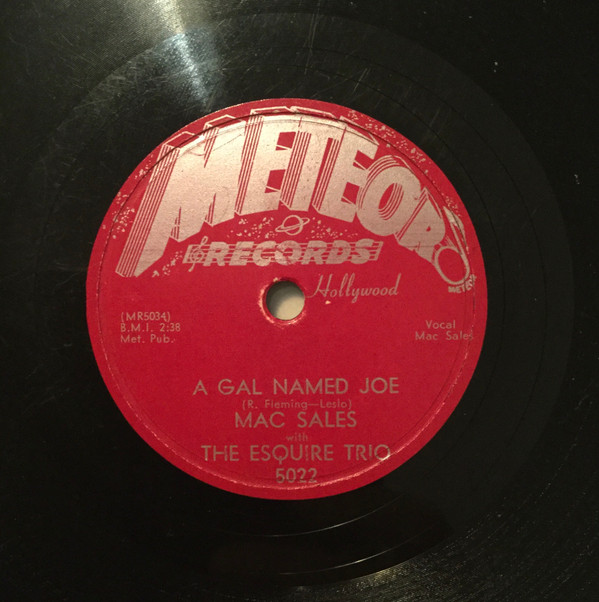 METEOR
RECORDS
METEOR
Hollywood
(MR5034)
B.M.I. 2:38
Met. Pub.
Vocal
Mac Sales
A GAL NAMED JOE
(R. Fleming—Leslo)
MAC SALES
with
THE ESQUIRE TRIO
5022